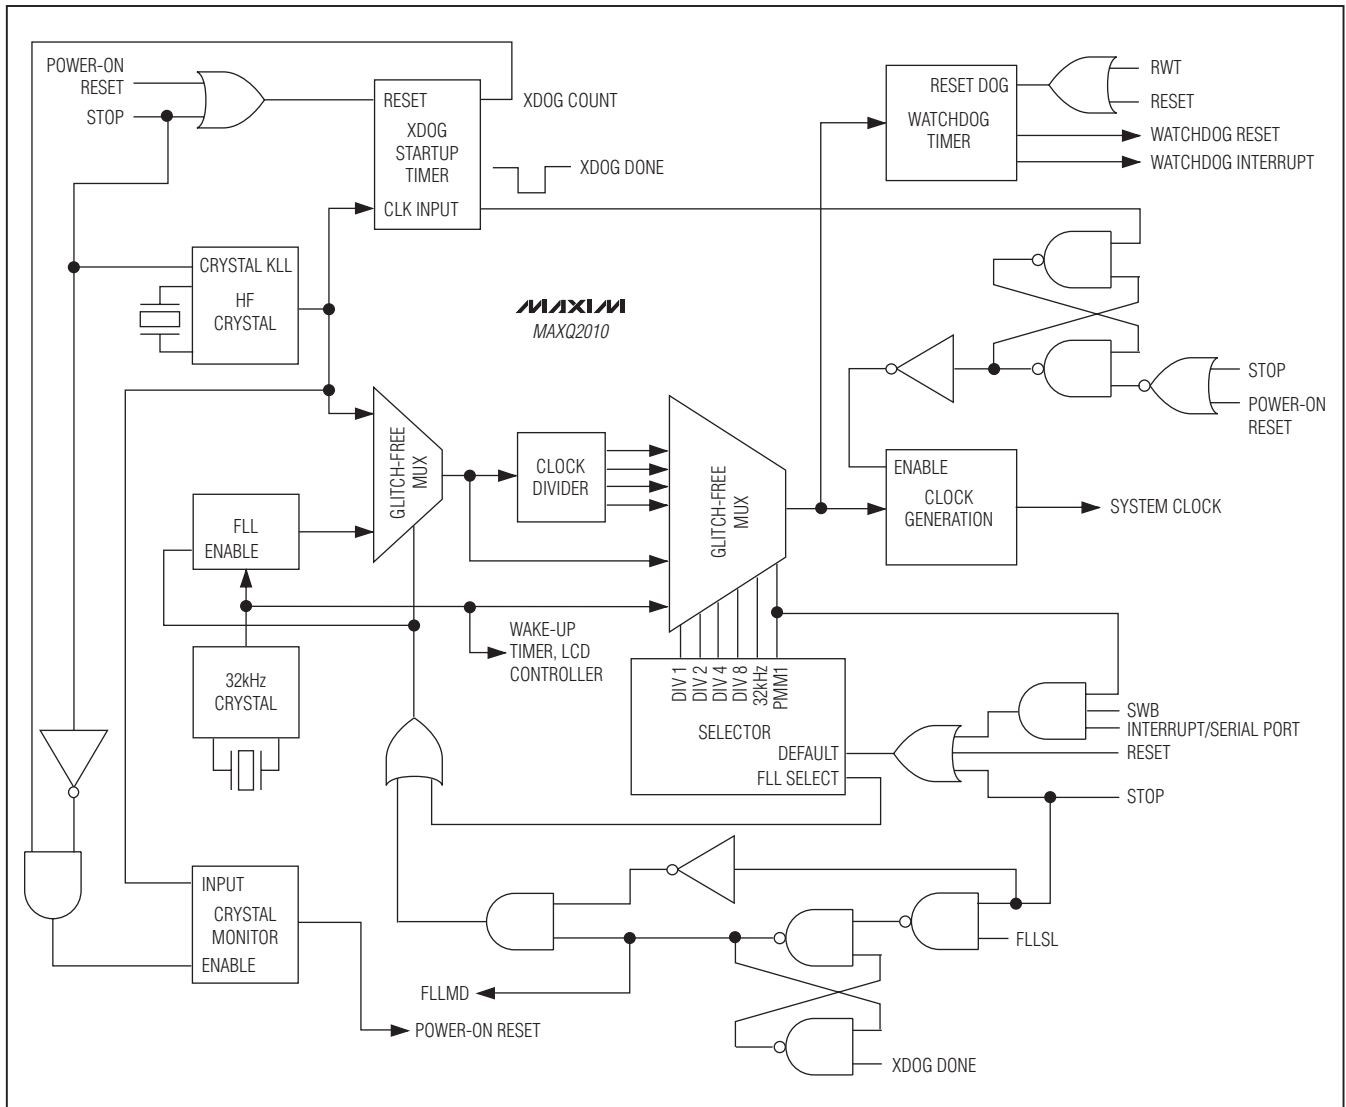 POWER-ON
RESET
STOP
RESET
XDOG
STARTUP
TIMER
CLK INPUT
XDOG COUNT
XDOG DONE
RESET DOG
WATCHDOG
TIMER
RWT
RESET
WATCHDOG RESET
WATCHDOG INTERRUPT
CRYSTAL KLL
HF
CRYSTAL
MAXIM
MAXQ2010
STOP
POWER-ON
RESET
GLITCH-FREE
MUX
CLOCK
DIVIDER
GLITCH-FREE
MUX
ENABLE
CLOCK
GENERATION
SYSTEM CLOCK
FLL
ENABLE
WAKE-UP
TIMER, LCD
CONTROLLER
32kHz
CRYSTAL
DIV 1
DIV 2
DIV 4
DIV 8
32kHz
PMM1
SELECTOR
DEFAULT
FLL SELECT
SWB
INTERRUPT/SERIAL PORT
RESET
STOP
INPUT
CRYSTAL
MONITOR
ENABLE
FLLSL
FLLMD
POWER-ON RESET
XDOG DONE